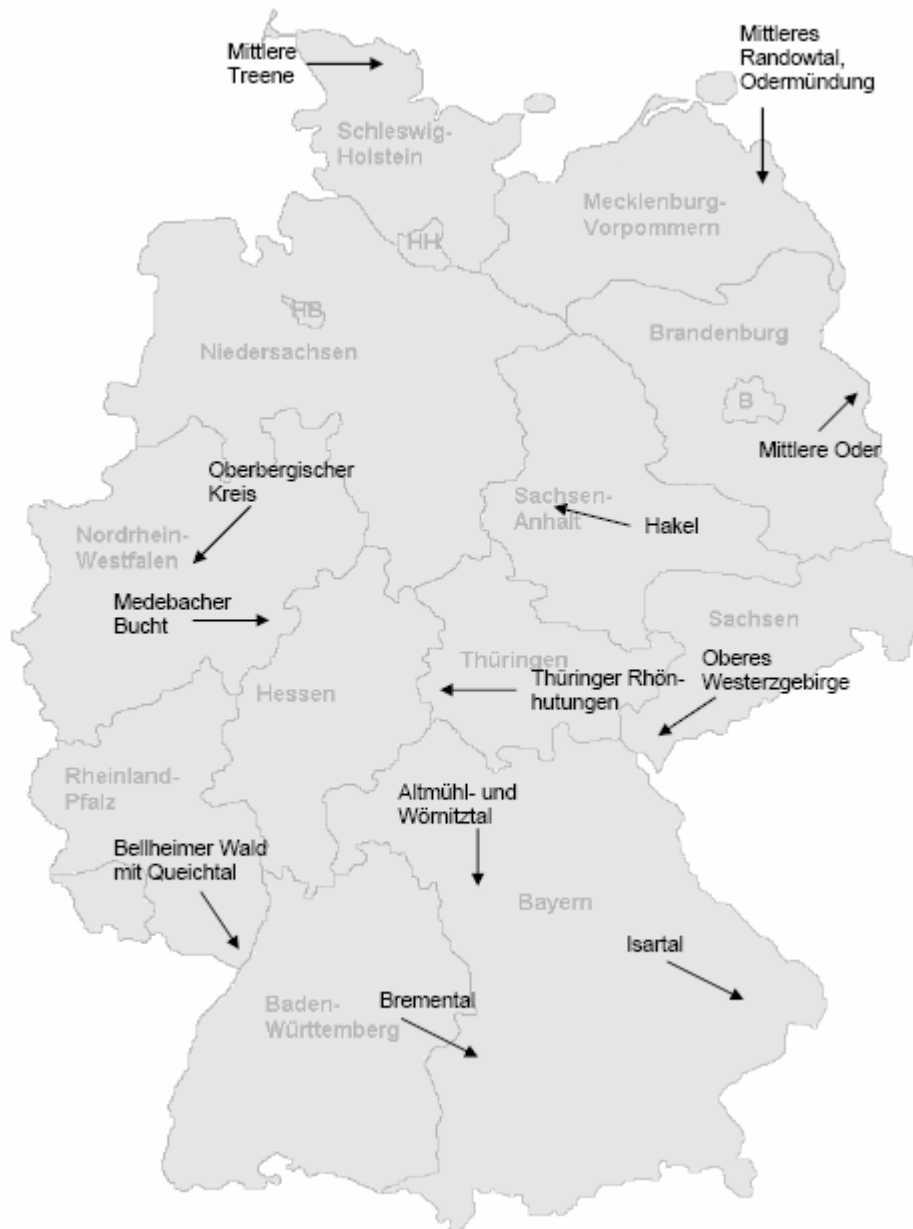 Mittlere
Treene
Mittleres
Randowtal,
Odermündung
Schleswig-
Holstein
Mecklenburg-
Vorpommern
HH
HB
Niedersachsen
Brandenburg
B
Mittlere Oder
Oberbergischer
Kreis
Sachsen-
Anhalt
Hakel
Nordrhein-
Westfalen
Medebacher
Bucht
Sachsen
Thüringen
Hessen
Thüringer Rhön-
hutungen
Oberes
Westerzgebirge
Rheinland-
Pfalz
Altmühl- und
Wörnitztal
Bellheimer Wald
mit Queichtal
Bayern
Isartal
Baden-
Württemberg
Bremental